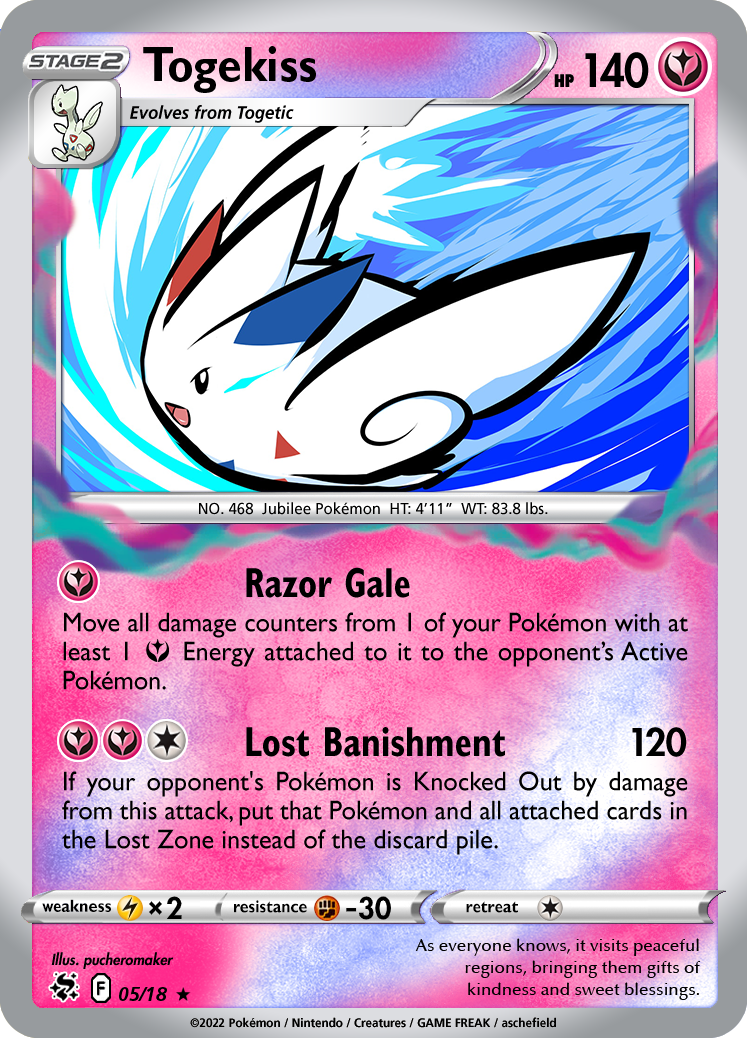 STAGE2
Togekiss
HP 140
Evolves from Togetic
NO. 468 Jubilee Pokémon HT: 4'11" WT: 83.8 lbs.
Razor Gale
Move all damage counters from 1 of your Pokémon with at
least 1 Energy attached to it to the opponent's Active
Pokémon.
Lost Banishment 120
If your opponent's Pokémon is Knocked Out by damage
from this attack, put that Pokémon and all attached cards in
the Lost Zone instead of the discard pile.
weakness ×2 resistance -30 retreat
As everyone knows, it visits peaceful
regions, bringing them gifts of
kindness and sweet blessings.
Illus. pucheromaker
F 05/18 ★
©2022 Pokémon / Nintendo / Creatures / GAME FREAK / aschefield